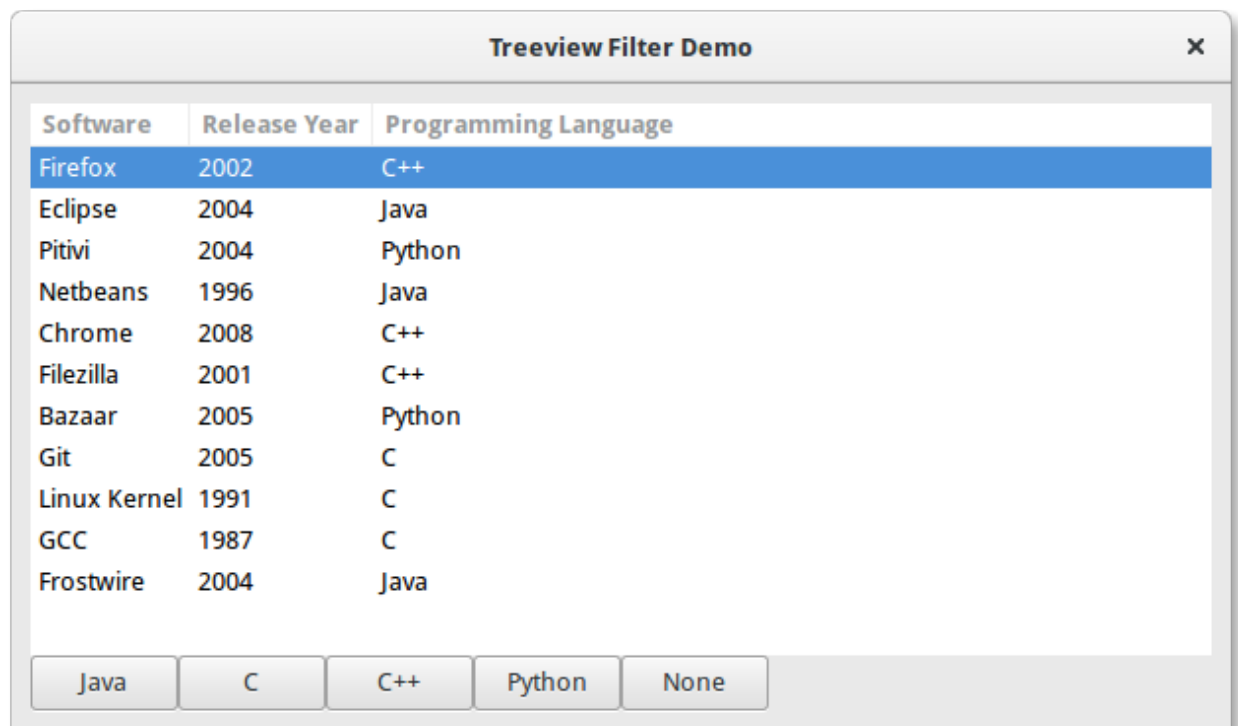 Treeview Filter Demo ×
Software Release Year Programming Language
Firefox 2002 C++
Eclipse 2004 Java
Pitivi 2004 Python
Netbeans 1996 Java
Chrome 2008 C++
Filezilla 2001 C++
Bazaar 2005 Python
Git 2005 C
Linux Kernel 1991 C
GCC 1987 C
Frostwire 2004 Java
Java C C++ Python None